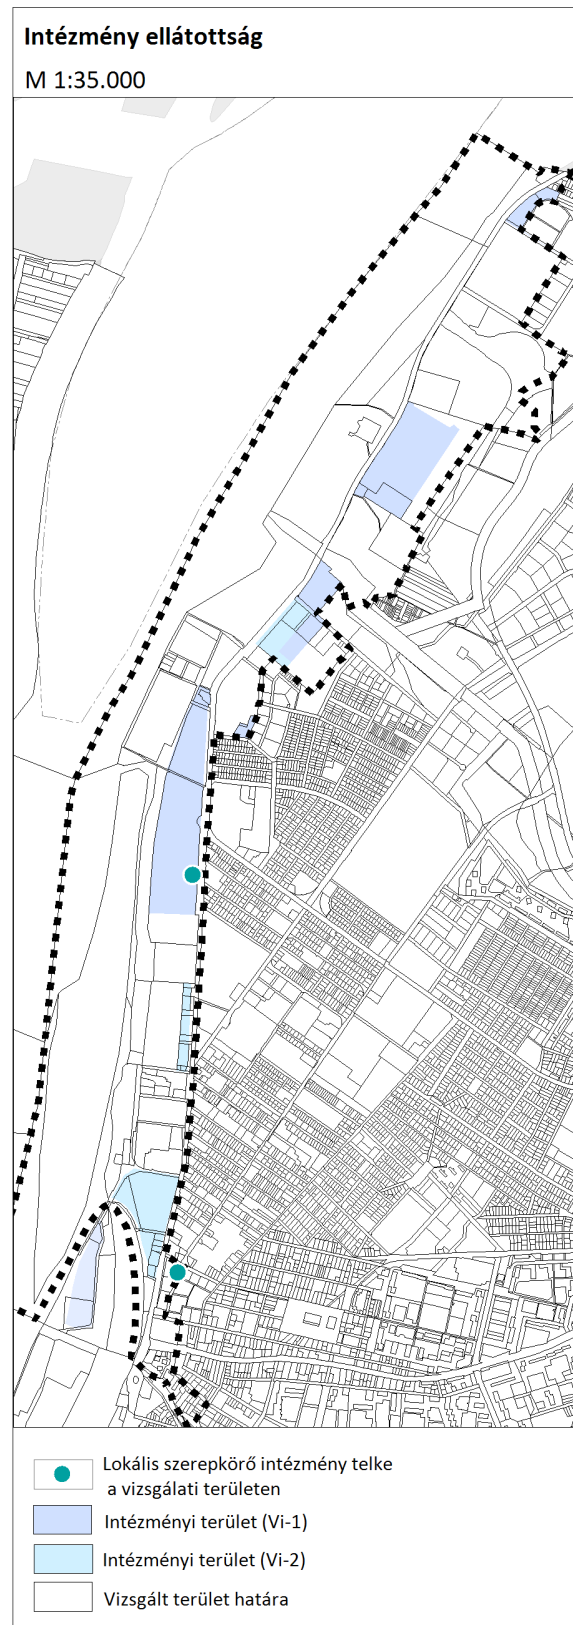 Intézmény ellátottság
M 1:35.000
Lokális szerepkörő intézmény telke
a vizsgálati területen
Intézményi terület (Vi-1)
Intézményi terület (Vi-2)
Vizsgált terület határa